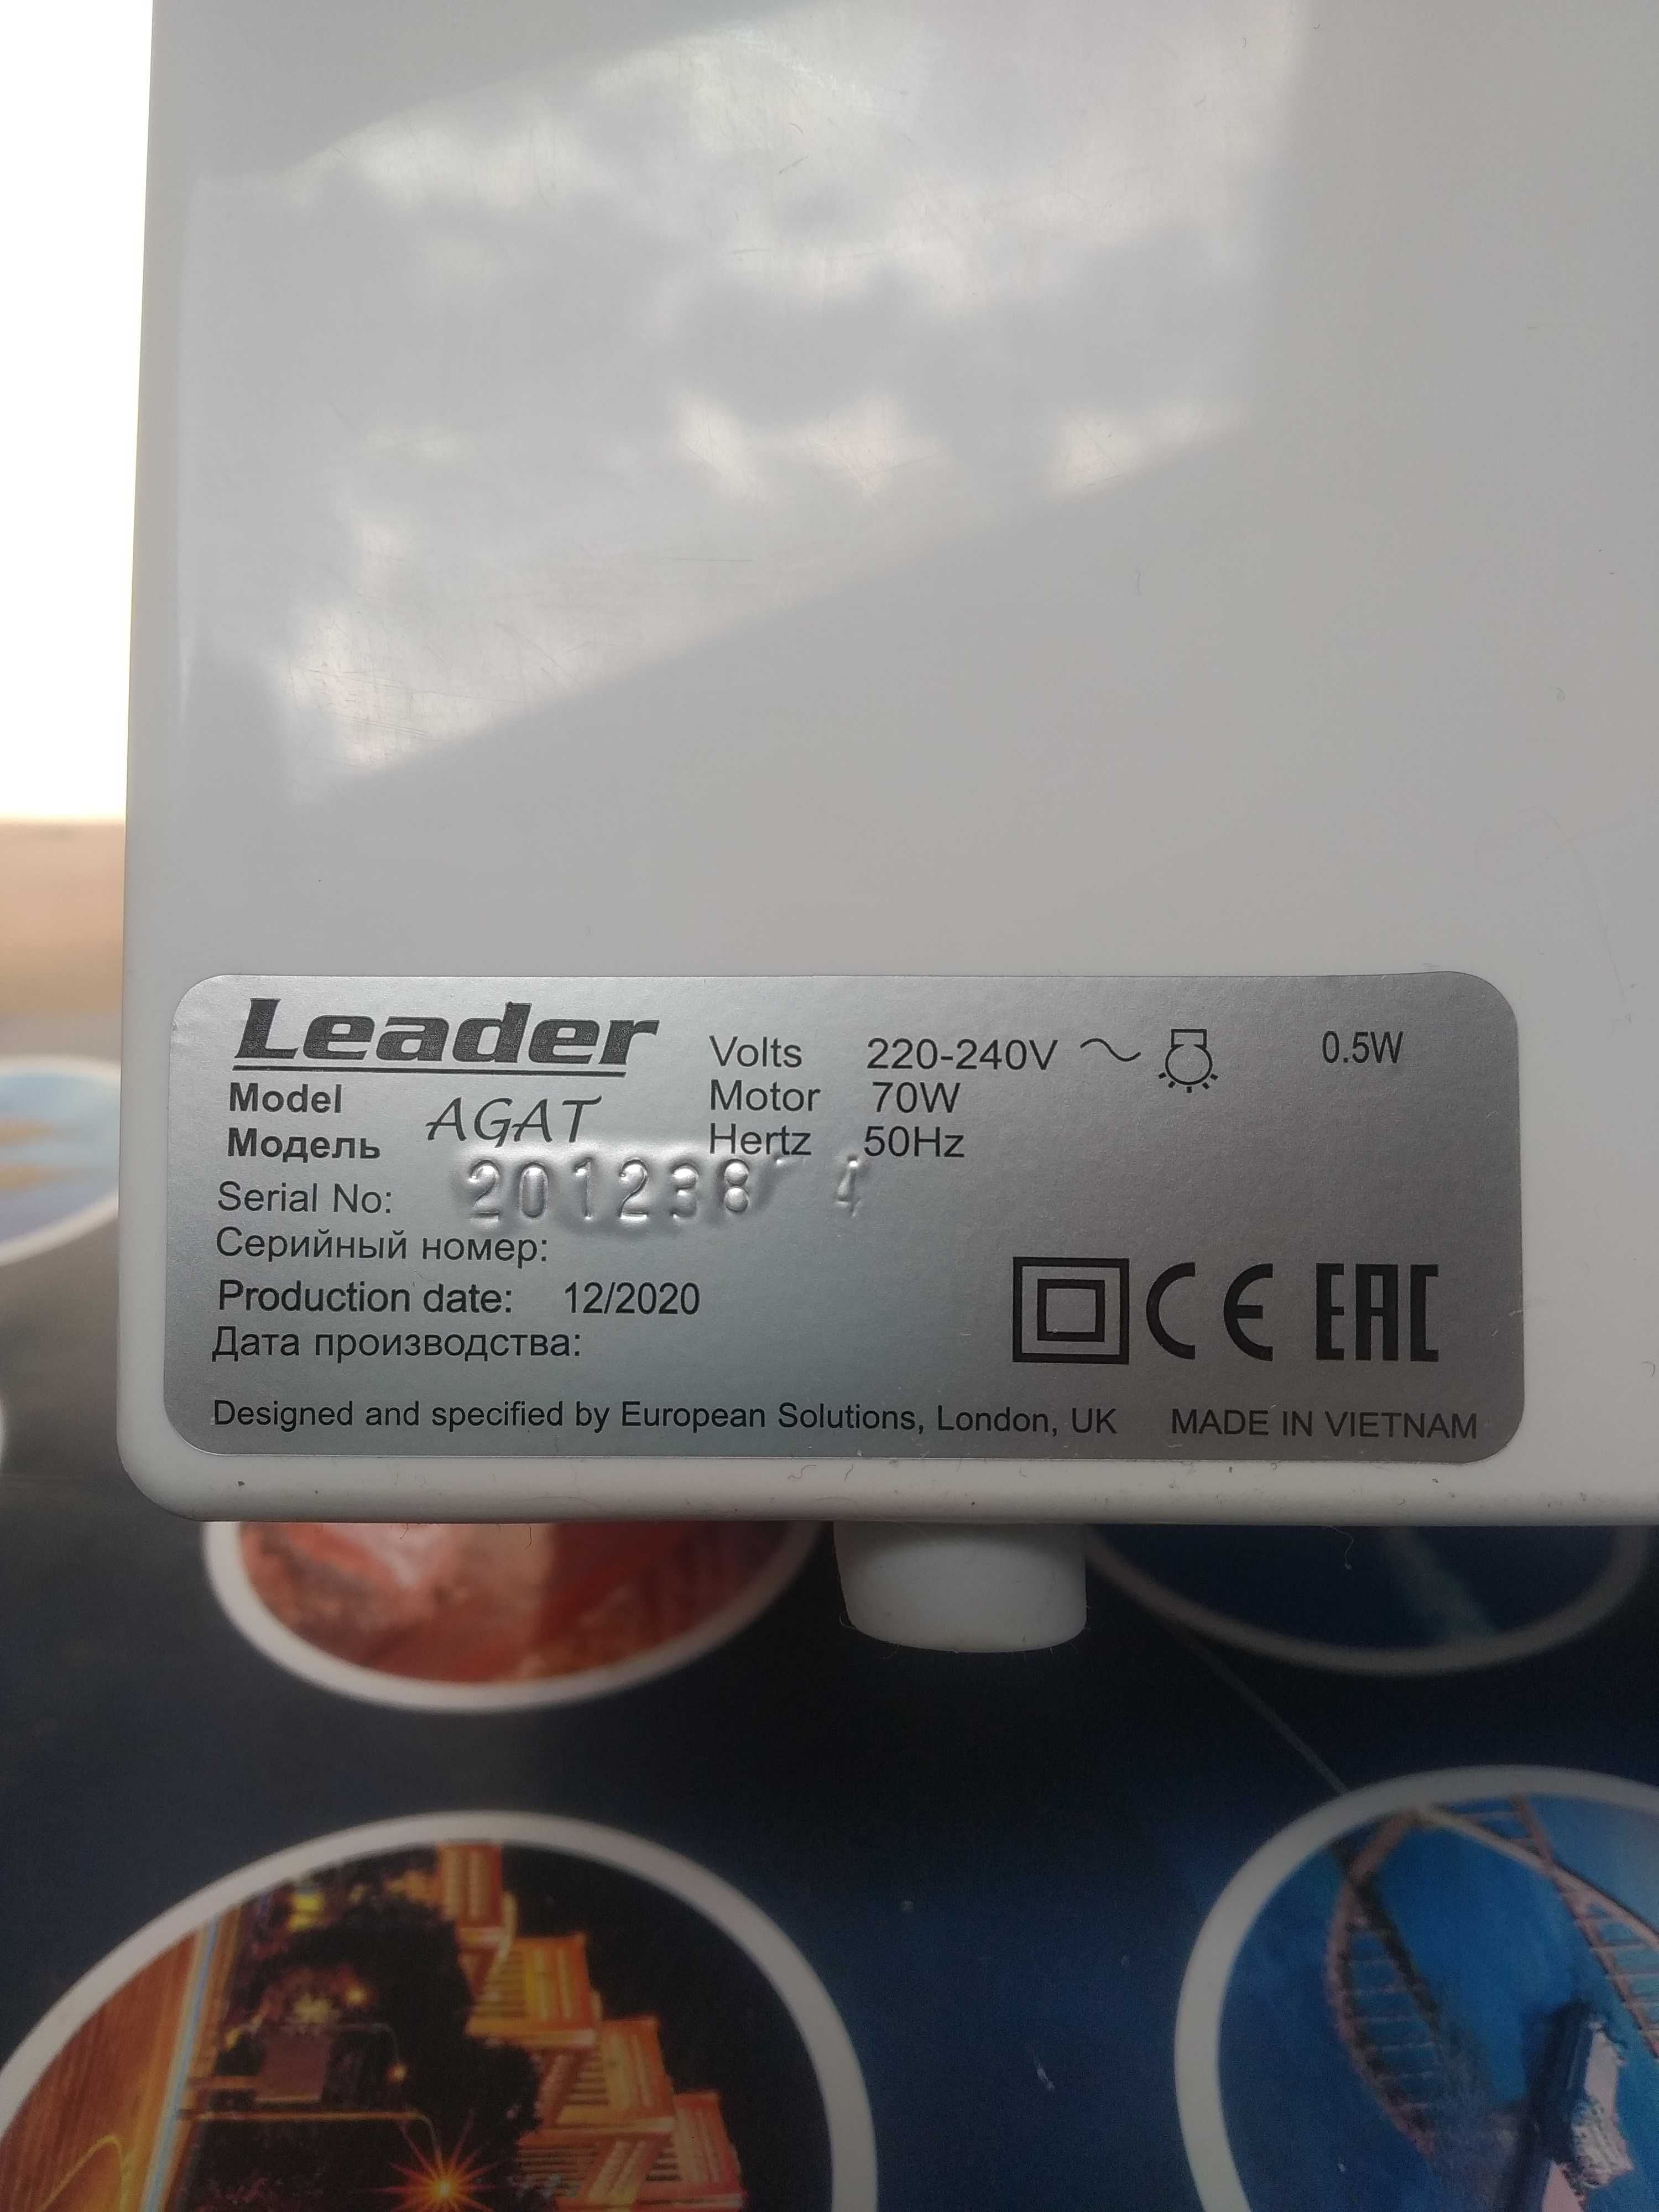 Leader
Volts 220-240V ~ 0.5W
Model
Motor 70W
AGAT
Модель
Hertz 50Hz
Serial No: 201238
Серийный номер:
Production date: 12/2020
Дата производства:
CE EAC
Designed and specified by European Solutions, London, UK MADE IN VIETNAM